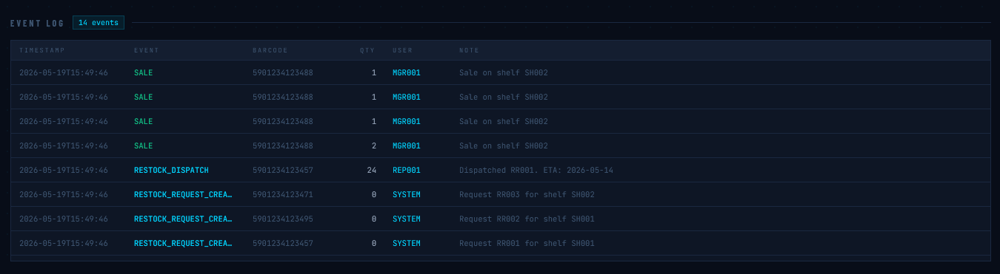 EVENT LOG 14 events
TIMESTAMP EVENT BARCODE QTY USER NOTE
2026-05-19T15:49:46 SALE 5901234123488 1 MGR001 Sale on shelf SH002
2026-05-19T15:49:46 SALE 5901234123488 1 MGR001 Sale on shelf SH002
2026-05-19T15:49:46 SALE 5901234123488 1 MGR001 Sale on shelf SH002
2026-05-19T15:49:46 SALE 5901234123488 2 MGR001 Sale on shelf SH002
2026-05-19T15:49:46 RESTOCK_DISPATCH 5901234123457 24 REP001 Dispatched RR001. ETA: 2026-05-14
2026-05-19T15:49:46 RESTOCK_REQUEST_CREA… 5901234123471 0 SYSTEM Request RR003 for shelf SH002
2026-05-19T15:49:46 RESTOCK_REQUEST_CREA… 5901234123495 0 SYSTEM Request RR002 for shelf SH001
2026-05-19T15:49:46 RESTOCK_REQUEST_CREA… 5901234123457 0 SYSTEM Request RR001 for shelf SH001